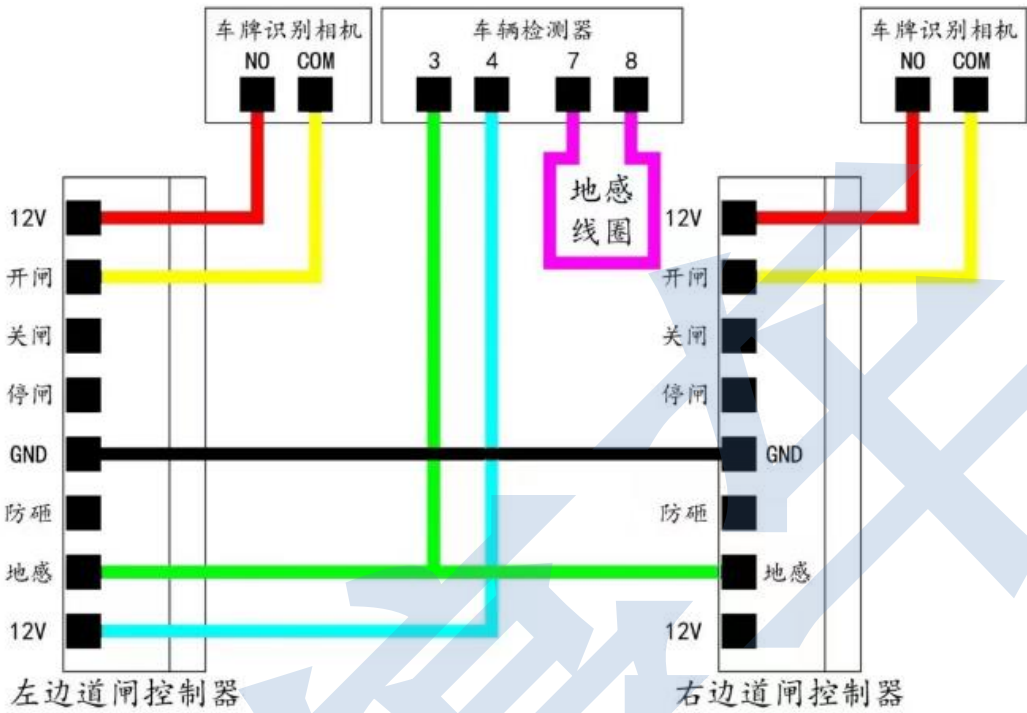 车牌识别相机
NO COM
车辆检测器
3 4 7 8
车牌识别相机
NO COM
地感
线圈
12V
开闸
关闸
停闸
GND
防砸
地感
12V
左边道闸控制器
12V
开闸
关闸
停闸
GND
防砸
地感
12V
右边道闸控制器